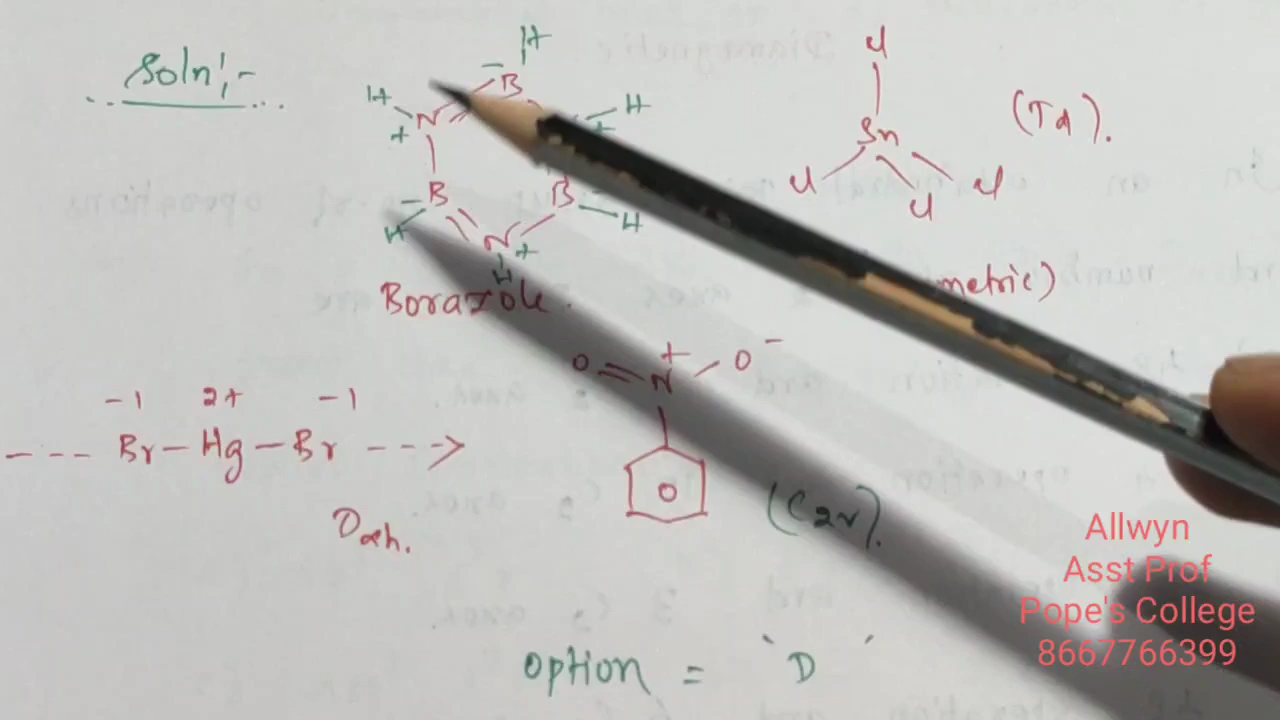 Soln:-
H
H
- B
H
N
+
+
B
- B
H
H
N +
H
Borazole.
Cl
Sn
Cl
Cl
Cl
(Td).
metric)
-1 2+ -1
--- Br - Hg - Br --->
D∝h.
O = N+ - O-
(C2v).
option = 'D'
Allwyn
Asst Prof
Pope's College
8667766399